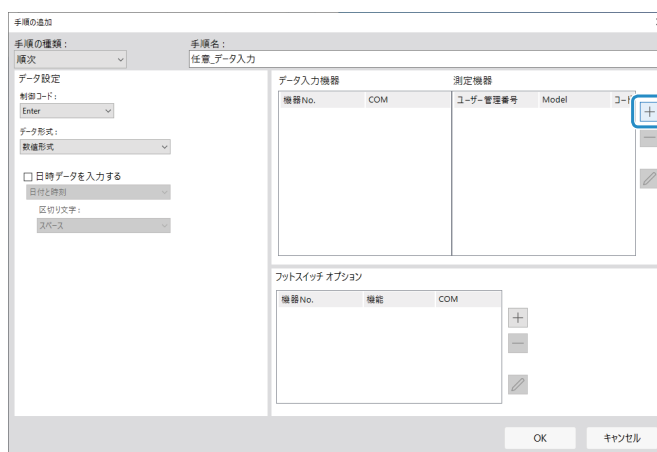 手順の追加
手順の種類： 手順名：
順次 任意_データ入力
データ設定
制御コード：
Enter
データ形式：
数値形式
日時データを入力する
日付と時刻
区切り文字：
スペース
データ入力機器 測定機器
機器No. COM ユーザー管理番号 Model
フットスイッチ オプション
機器No. 機能 COM
OK キャンセル